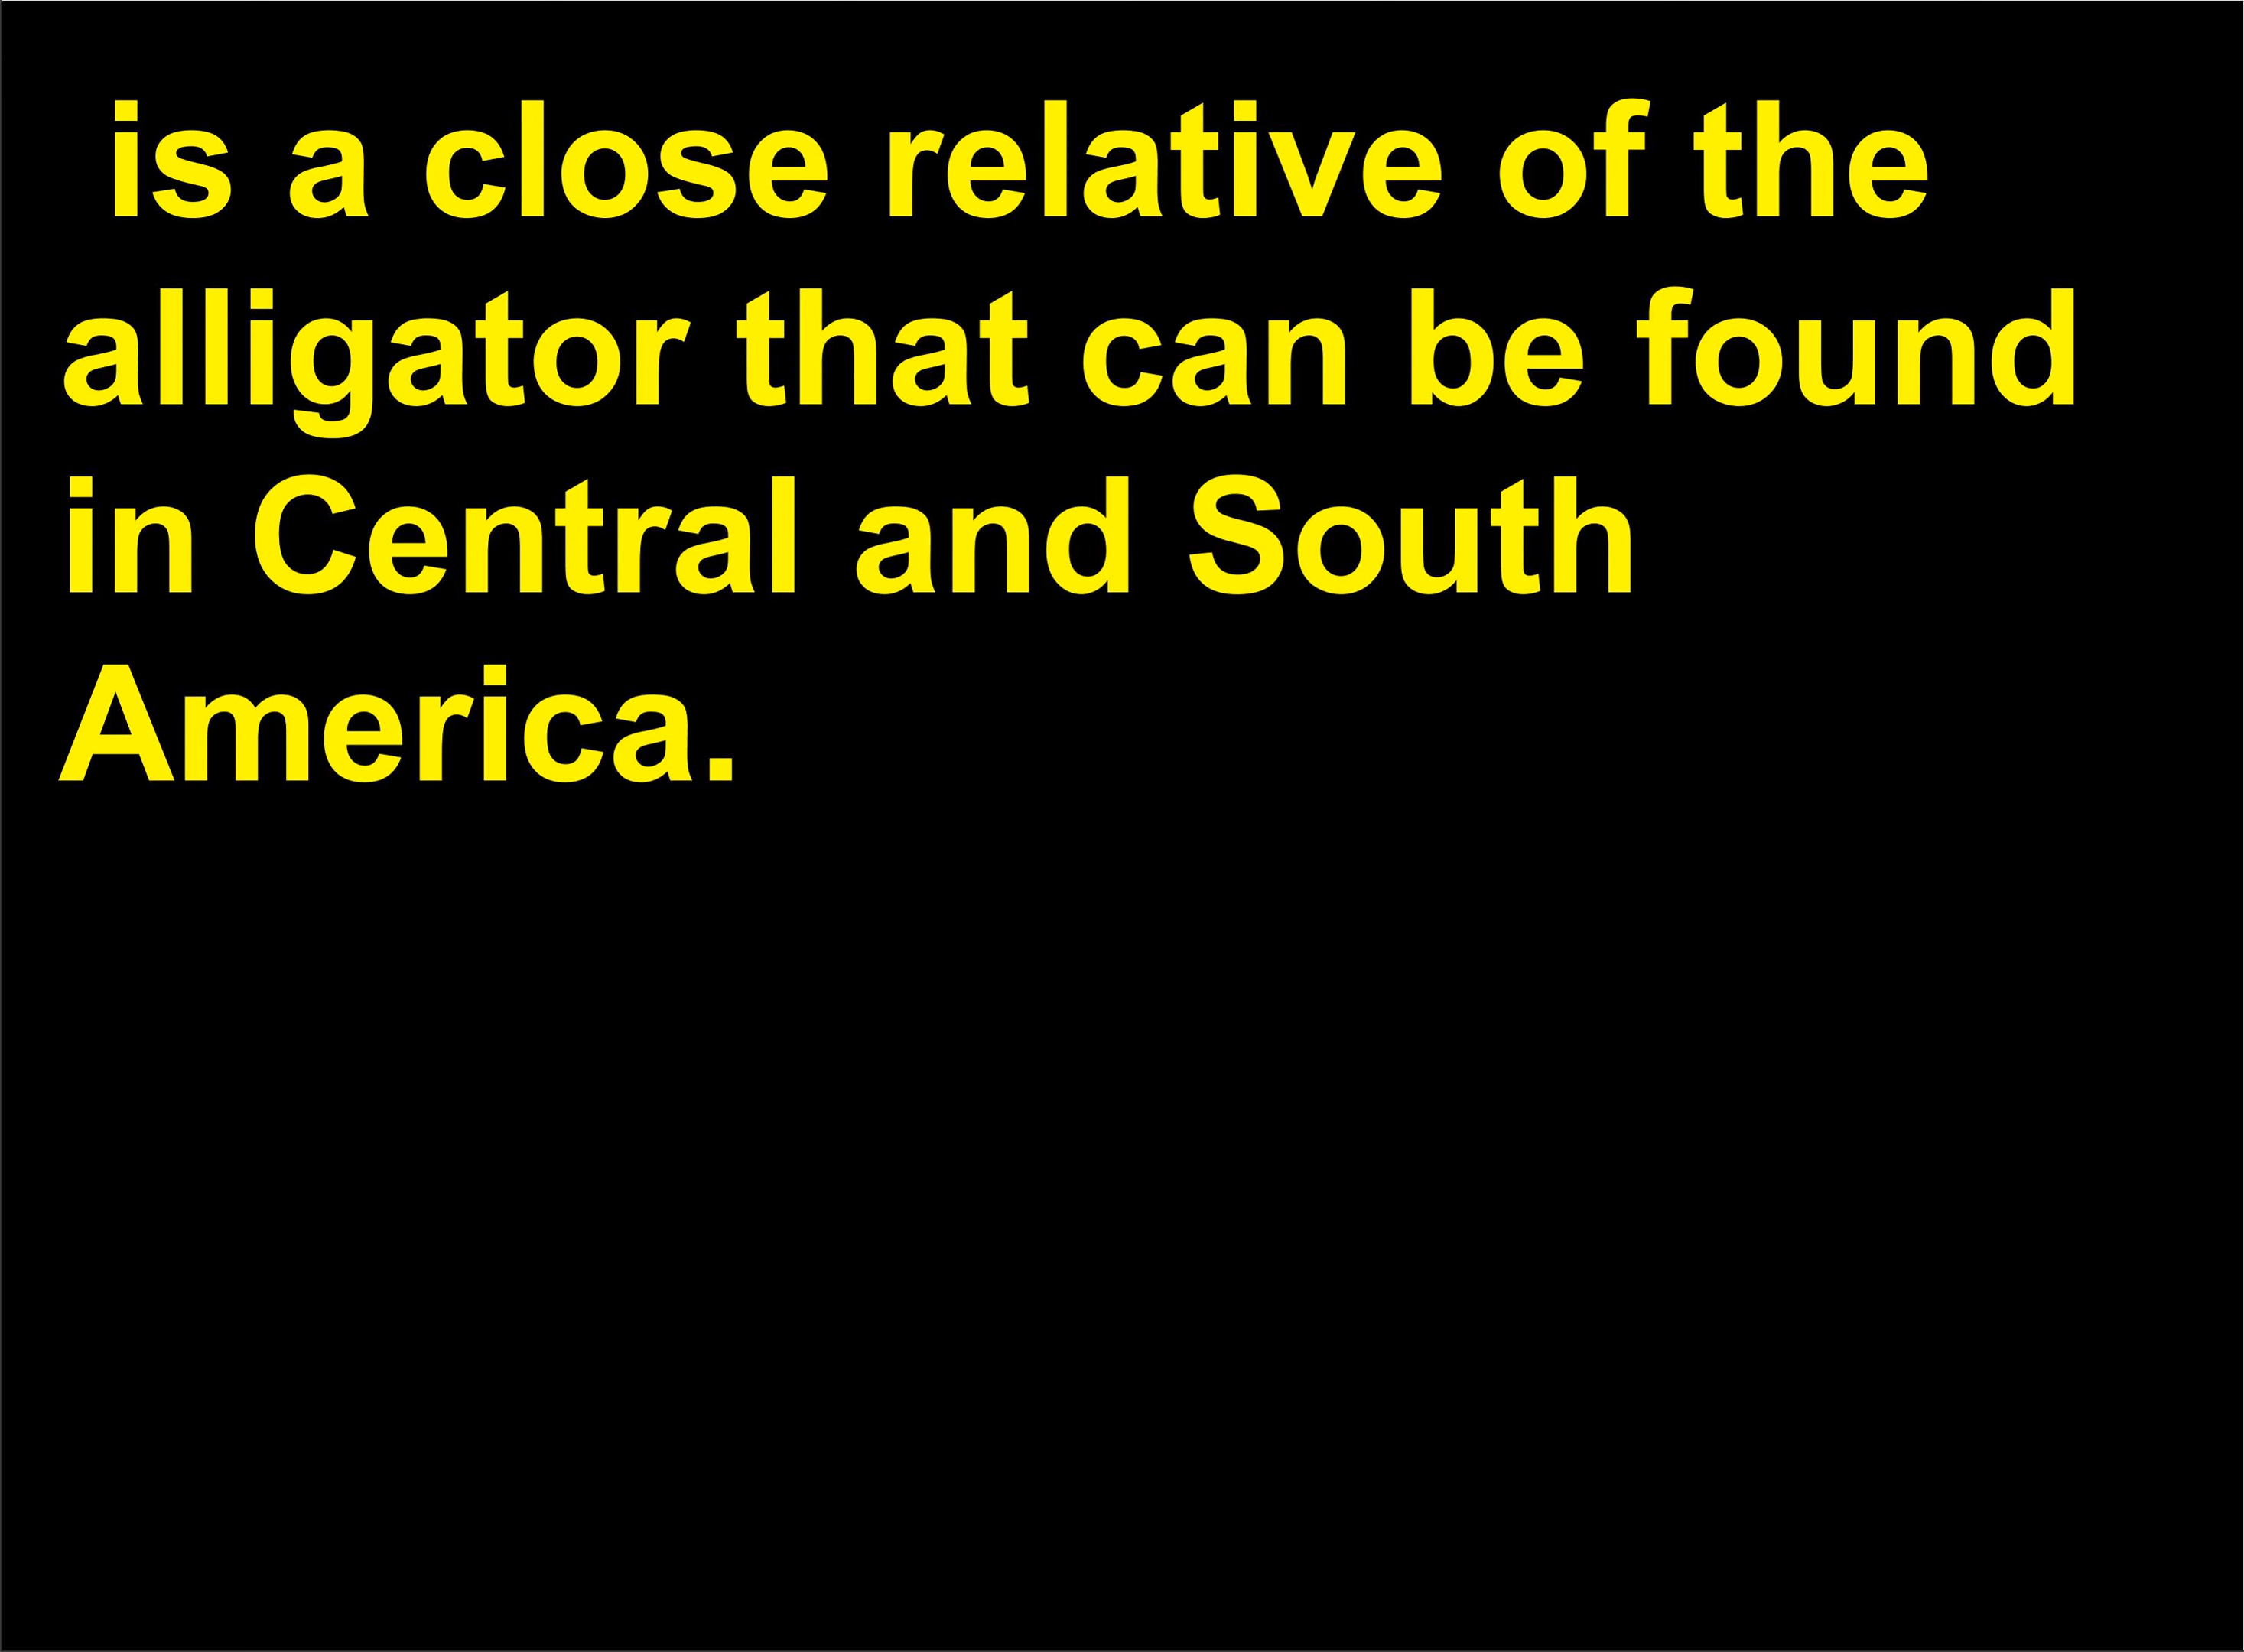 is a close relative of the
alligator that can be found
in Central and South
America.